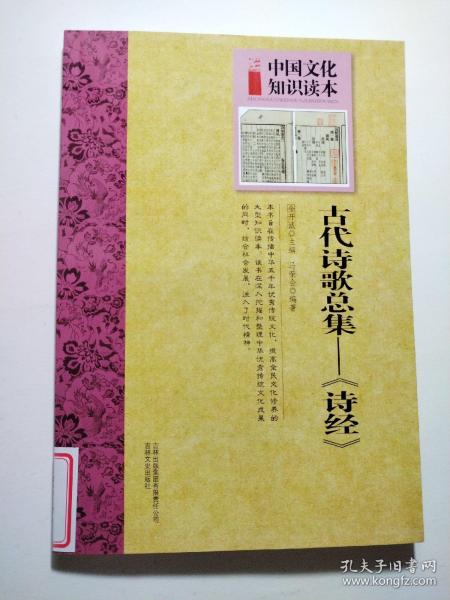 中国文化
知识读本
ZHONGGUOWENHUA ZHISHIDUBEN
古代诗歌总集——《诗经》
金开诚◎主编 冯荣会◎编著
本书旨在传播中华五千年优秀传统文化，提高全民文化修养的
大型知识读本。该书在深入挖掘和整理中华优秀传统文化成果
的同时，结合社会发展，注入了时代精神。
吉林出版集团有限责任公司
吉林文史出版社
孔夫子旧书网
www.kongfz.com